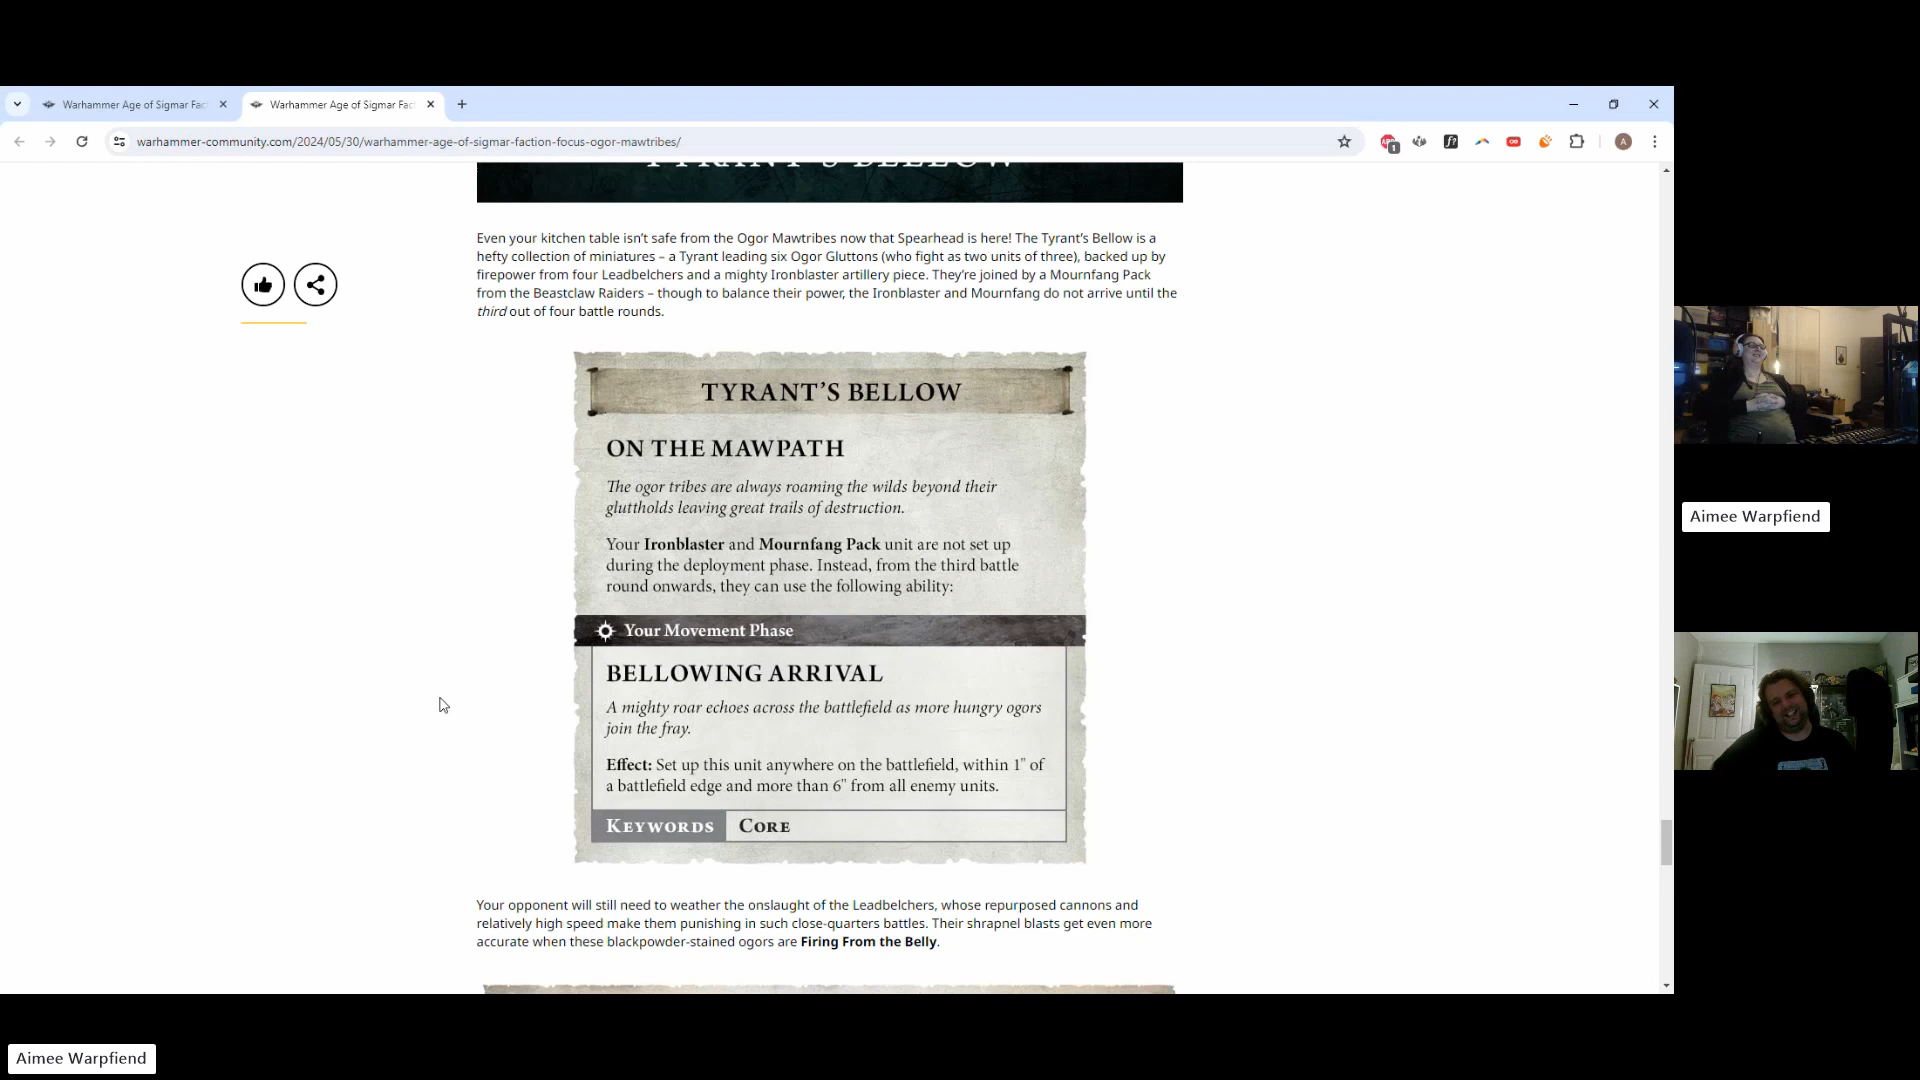 Warhammer Age of Sigmar Fac
Warhammer Age of Sigmar Fac
warhammer-community.com/2024/05/30/warhammer-age-of-sigmar-faction-focus-ogor-mawtribes/
1
A
TYRANT'S BELLOW
Even your kitchen table isn’t safe from the Ogor Mawtribes now that Spearhead is here! The Tyrant’s Bellow is a
hefty collection of miniatures – a Tyrant leading six Ogor Gluttons (who fight as two units of three), backed up by
firepower from four Leadbelchers and a mighty Ironblaster artillery piece. They’re joined by a Mournfang Pack
from the Beastclaw Raiders – though to balance their power, the Ironblaster and Mournfang do not arrive until the
third out of four battle rounds.
TYRANT’S BELLOW
ON THE MAWPATH
The ogor tribes are always roaming the wilds beyond their
gluttholds leaving great trails of destruction.
Your Ironblaster and Mournfang Pack unit are not set up
during the deployment phase. Instead, from the third battle
round onwards, they can use the following ability:
Your Movement Phase
BELLOWING ARRIVAL
A mighty roar echoes across the battlefield as more hungry ogors
join the fray.
Effect: Set up this unit anywhere on the battlefield, within 1" of
a battlefield edge and more than 6" from all enemy units.
KEYWORDS CORE
Your opponent will still need to weather the onslaught of the Leadbelchers, whose repurposed cannons and
relatively high speed make them punishing in such close-quarters battles. Their shrapnel blasts get even more
accurate when these blackpowder-stained ogors are Firing From the Belly.
Aimee Warpfiend
Aimee Warpfiend